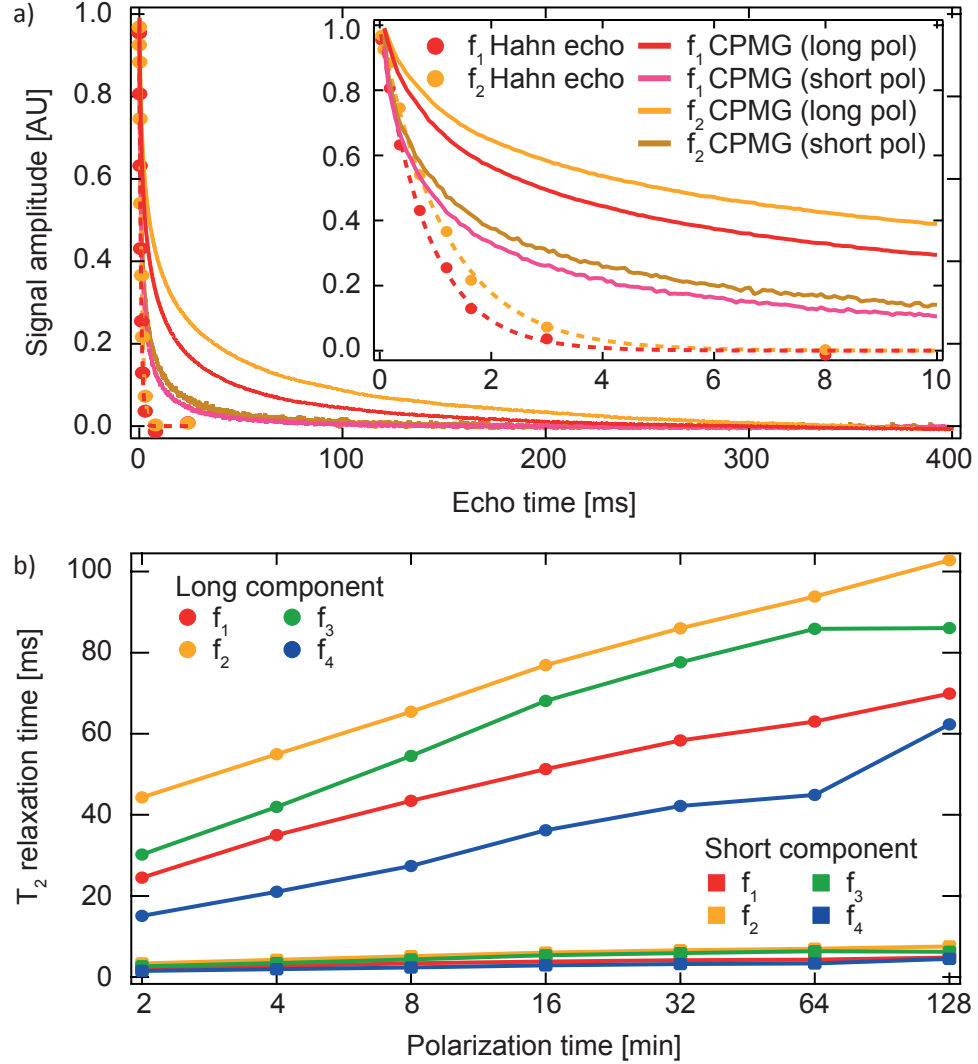 a)
1.0
0.8
0.6
0.4
0.2
0.0
Signal amplitude [AU]
0
100
200
300
400
Echo time [ms]
1.0
0.8
0.6
0.4
0.2
0.0
0
2
4
6
8
10
f₁ Hahn echo
f₂ Hahn echo
f₁ CPMG (long pol)
f₁ CPMG (short pol)
f₂ CPMG (long pol)
f₂ CPMG (short pol)
b)
100
80
60
40
20
0
T₂ relaxation time [ms]
Long component
f₁ f₃
f₂ f₄
Short component
f₁ f₃
f₂ f₄
2
4
8
16
32
64
128
Polarization time [min]